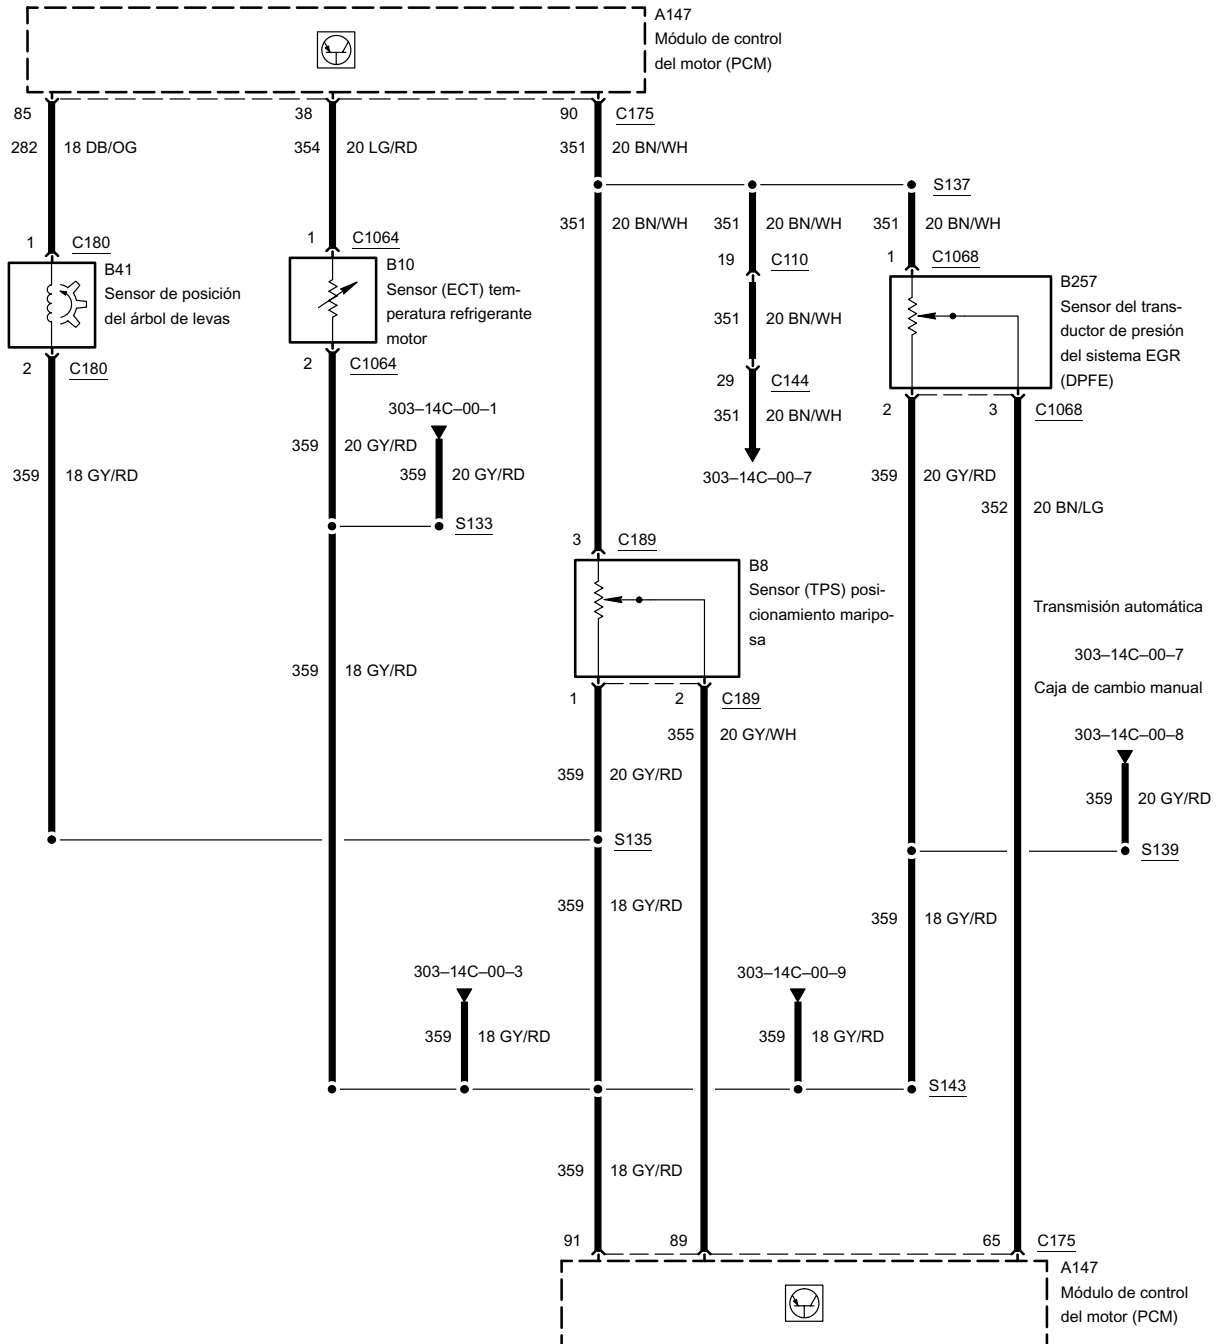 A147
Módulo de control
del motor (PCM)
85
38
90
C175
282
18 DB/OG
354
20 LG/RD
351
20 BN/WH
S137
351
20 BN/WH
351
20 BN/WH
351
20 BN/WH
1
C180
1
C1064
19
C110
1
C1068
B41
Sensor de posición
del árbol de levas
B10
Sensor (ECT) tem-
peratura refrigerante
motor
B257
Sensor del trans-
ductor de presión
del sistema EGR
(DPFE)
351
20 BN/WH
2
C180
2
C1064
29
C144
351
20 BN/WH
303–14C–00–1
2
3
C1068
359
20 GY/RD
359
18 GY/RD
359
20 GY/RD
303–14C–00–7
359
20 GY/RD
352
20 BN/LG
S133
3
C189
B8
Sensor (TPS) posi-
cionamiento maripo-
sa
Transmisión automática
303–14C–00–7
Caja de cambio manual
303–14C–00–8
359
18 GY/RD
1
2
C189
355
20 GY/WH
359
20 GY/RD
359
20 GY/RD
S135
S139
359
18 GY/RD
359
18 GY/RD
303–14C–00–3
303–14C–00–9
359
18 GY/RD
359
18 GY/RD
S143
359
18 GY/RD
91
89
65
C175
A147
Módulo de control
del motor (PCM)